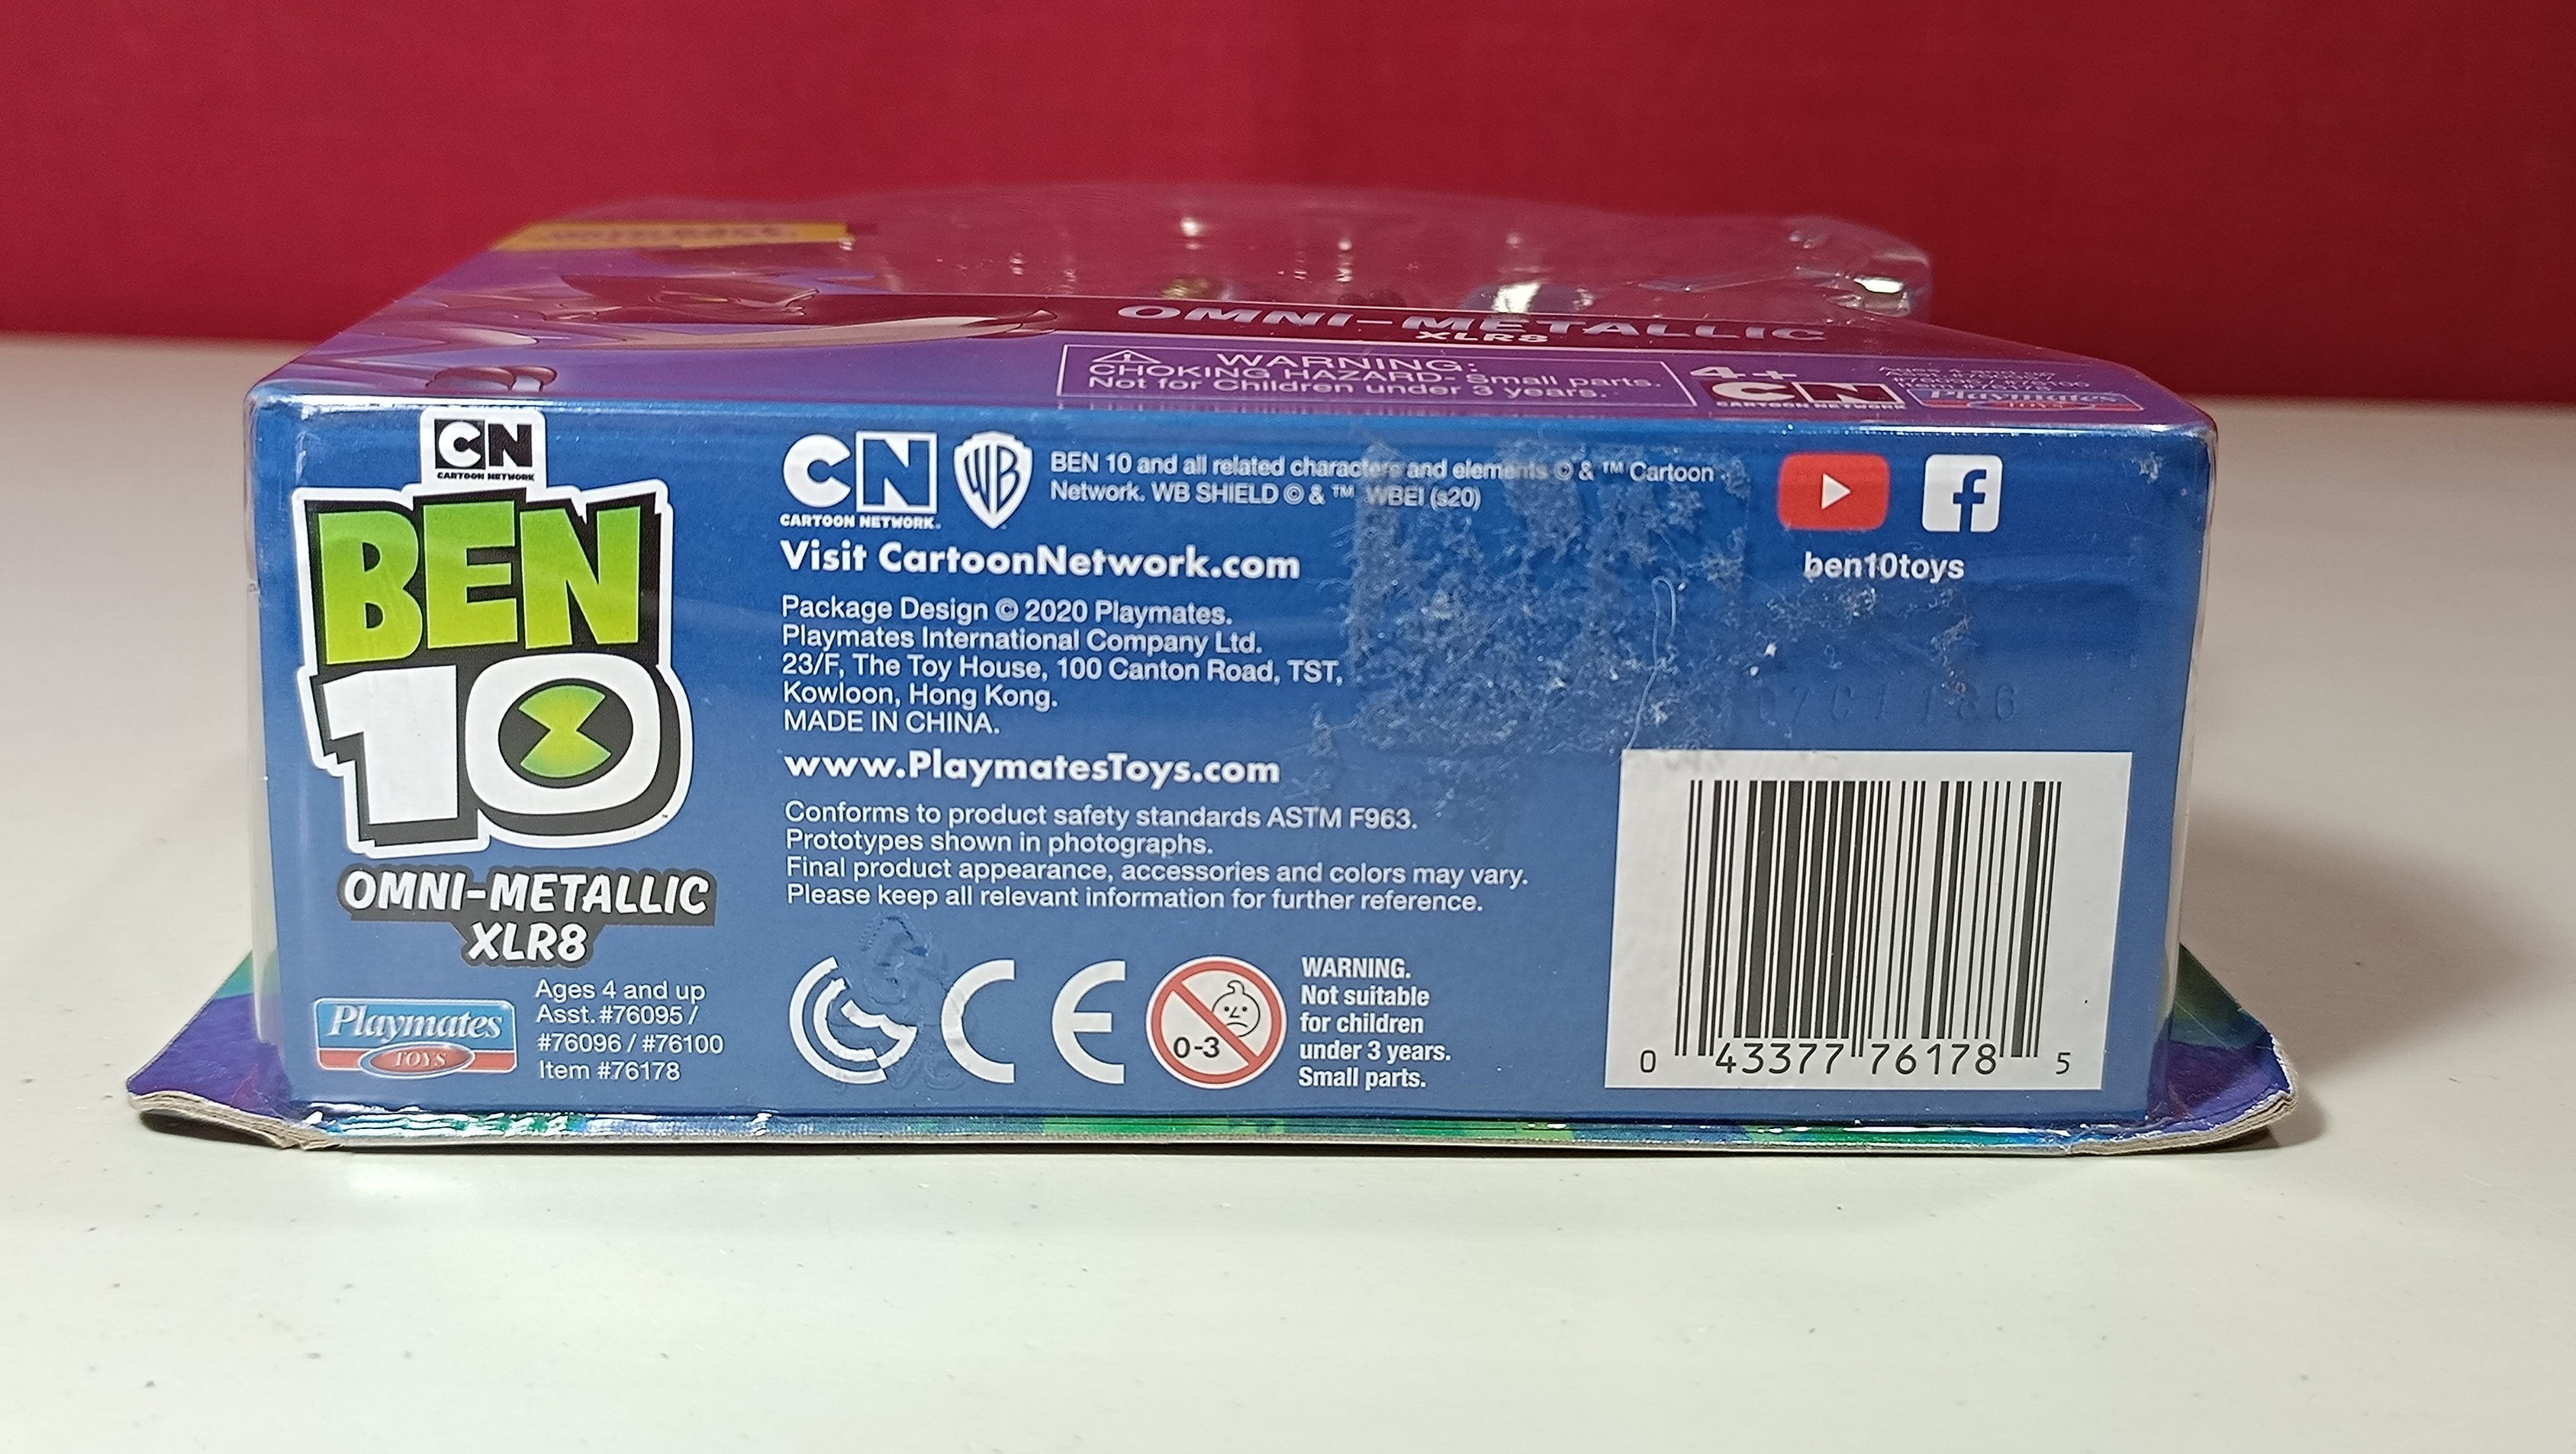 OMNI-METALLIC
XLR8
WARNING:
CHOKING HAZARD- Small parts.
Not for Children under 3 years.
4+
CN
CARTOON NETWORK
Playmates
TOYS
CN
CARTOON NETWORK
BEN
10
OMNI-METALLIC
XLR8
Playmates
TOYS
Ages 4 and up
Asst. #76095 /
#76096 / #76100
Item #76178
CN
CARTOON NETWORK.
WB
BEN 10 and all related characters and elements © & ™ Cartoon
Network. WB SHIELD © & ™ WBEI (s20)
Visit CartoonNetwork.com
Package Design © 2020 Playmates.
Playmates International Company Ltd.
23/F, The Toy House, 100 Canton Road, TST,
Kowloon, Hong Kong.
MADE IN CHINA.
www.PlaymatesToys.com
Conforms to product safety standards ASTM F963.
Prototypes shown in photographs.
Final product appearance, accessories and colors may vary.
Please keep all relevant information for further reference.
CE
0-3
WARNING.
Not suitable
for children
under 3 years.
Small parts.
f
ben10toys
0 43377 76178 5